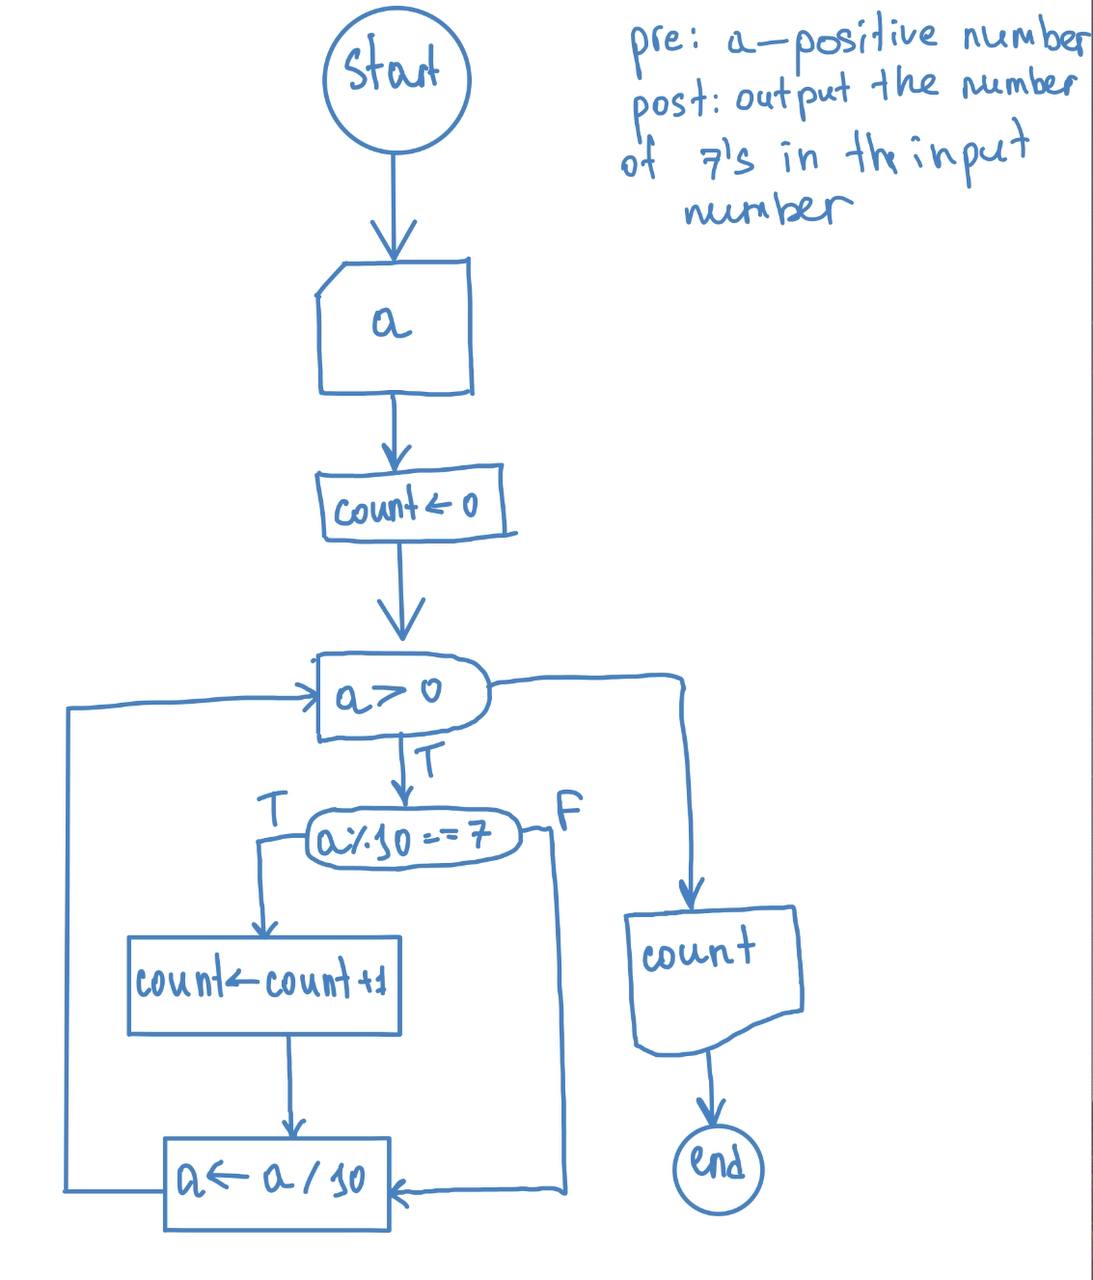 start
pre: a—positive number
post: output the number
of 7's in the input
number
a
count ← 0
a > 0
T
T
F
a%10 == 7
count
count ← count + 1
end
a ← a / 10